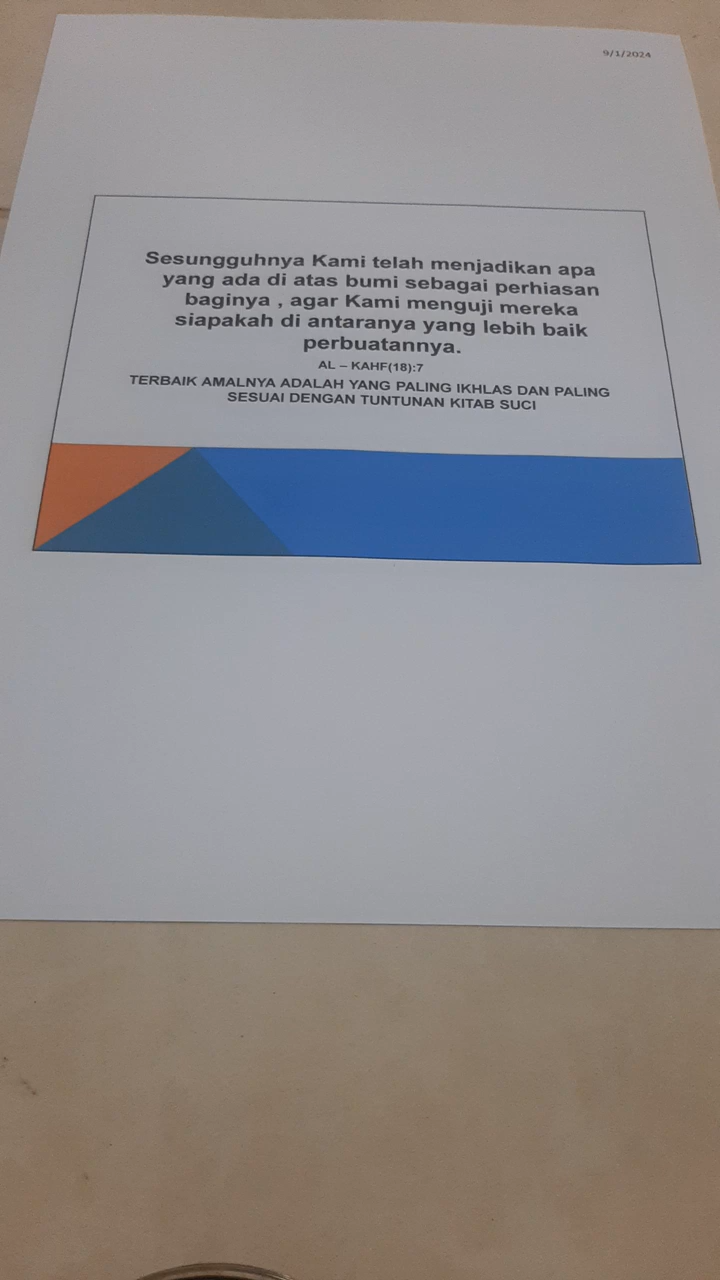 9/1/2024
Sesungguhnya Kami telah menjadikan apa
yang ada di atas bumi sebagai perhiasan
baginya , agar Kami menguji mereka
siapakah di antaranya yang lebih baik
perbuatannya.
AL – KAHF(18):7
TERBAIK AMALNYA ADALAH YANG PALING IKHLAS DAN PALING
SESUAI DENGAN TUNTUNAN KITAB SUCI